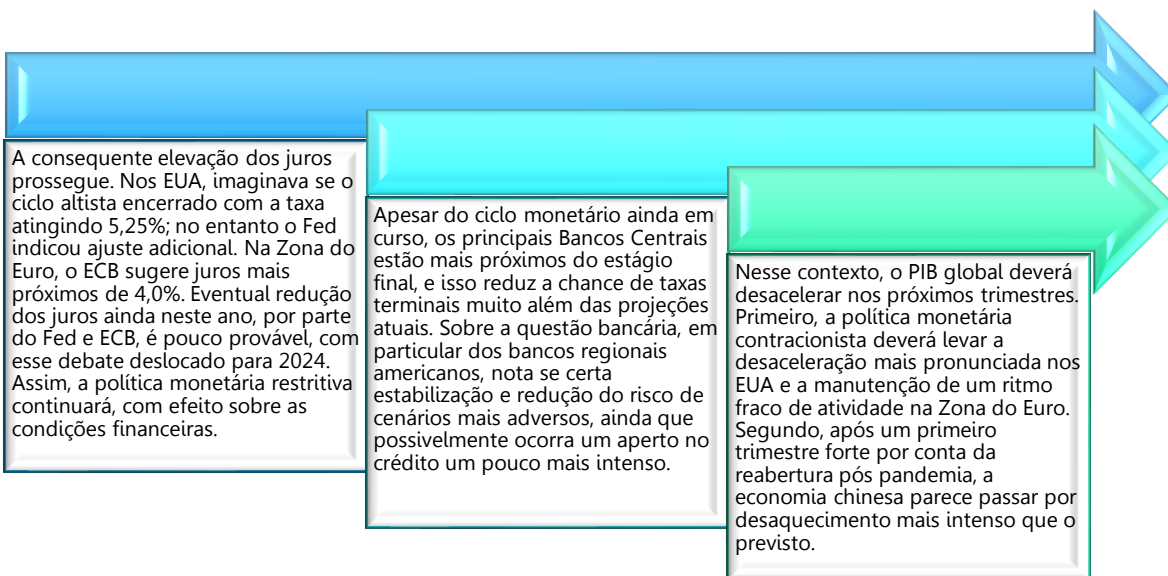 A consequente elevação dos juros
prossegue. Nos EUA, imaginava se o
ciclo altista encerrado com a taxa
atingindo 5,25%; no entanto o Fed
indicou ajuste adicional. Na Zona do
Euro, o ECB sugere juros mais
próximos de 4,0%. Eventual redução
dos juros ainda neste ano, por parte
do Fed e ECB, é pouco provável, com
esse debate deslocado para 2024.
Assim, a política monetária restritiva
continuará, com efeito sobre as
condições financeiras.
Apesar do ciclo monetário ainda em
curso, os principais Bancos Centrais
estão mais próximos do estágio
final, e isso reduz a chance de taxas
terminais muito além das projeções
atuais. Sobre a questão bancária, em
particular dos bancos regionais
americanos, nota se certa
estabilização e redução do risco de
cenários mais adversos, ainda que
possivelmente ocorra um aperto no
crédito um pouco mais intenso.
Nesse contexto, o PIB global deverá
desacelerar nos próximos trimestres.
Primeiro, a política monetária
contracionista deverá levar a
desaceleração mais pronunciada nos
EUA e a manutenção de um ritmo
fraco de atividade na Zona do Euro.
Segundo, após um primeiro
trimestre forte por conta da
reabertura pós pandemia, a
economia chinesa parece passar por
desaquecimento mais intenso que o
previsto.